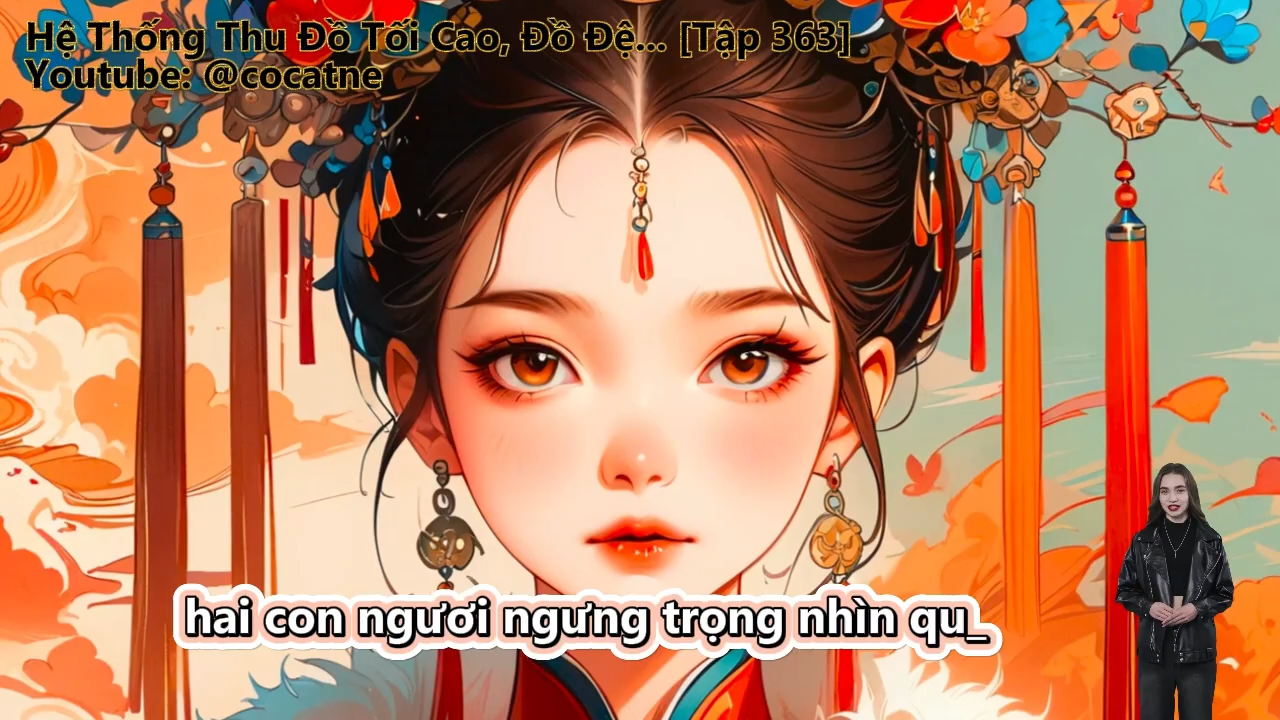 Hệ Thống Thu Đồ Tối Cao, Đồ Đệ... [Tập 363]
Youtube: @cocatne
hai con ngươi ngưng trọng nhìn qu_